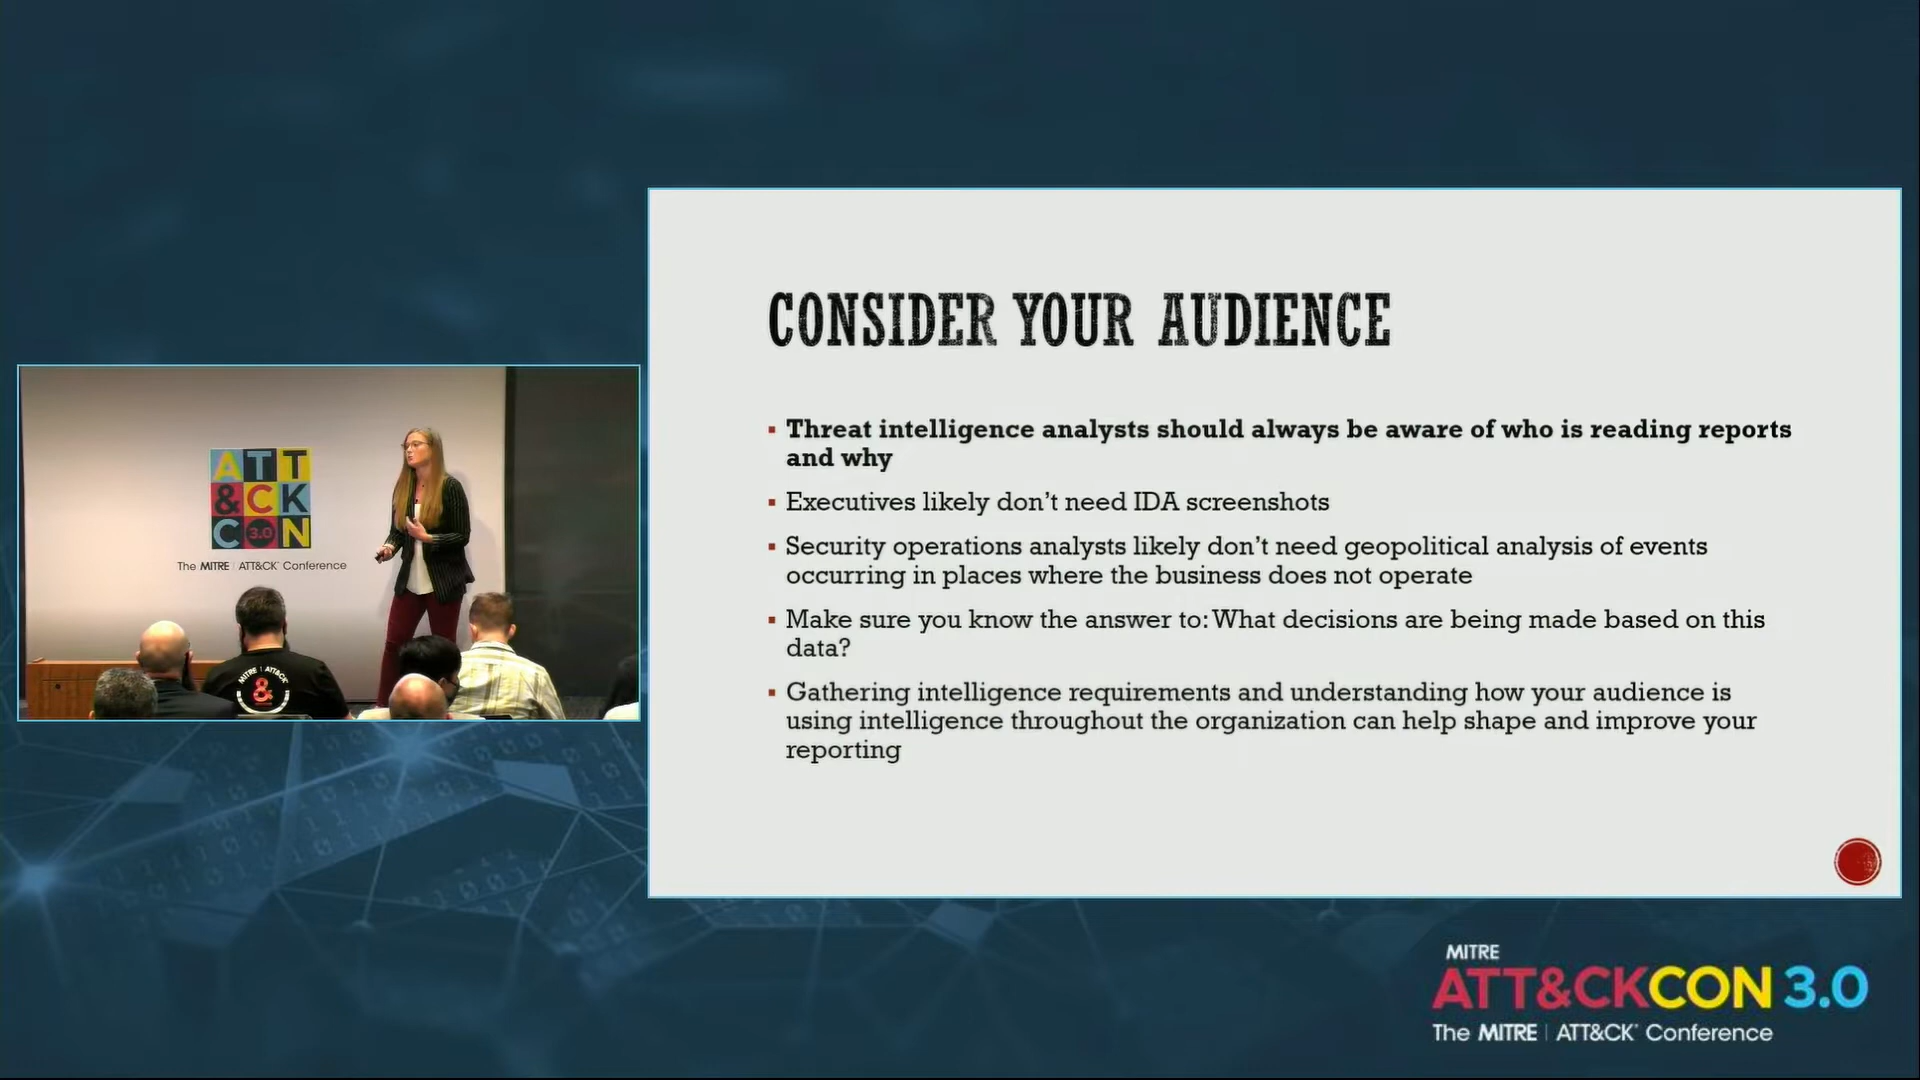 CONSIDER YOUR AUDIENCE
▪ Threat intelligence analysts should always be aware of who is reading reports
and why
▪ Executives likely don't need IDA screenshots
▪ Security operations analysts likely don't need geopolitical analysis of events
occurring in places where the business does not operate
▪ Make sure you know the answer to: What decisions are being made based on this
data?
▪ Gathering intelligence requirements and understanding how your audience is
using intelligence throughout the organization can help shape and improve your
reporting
ATT
&CK
C 3.0 N
The MITRE | ATT&CK® Conference
MITRE | ATT&CK®
&
MITRE
ATT&CKCON 3.0
The MITRE | ATT&CK® Conference